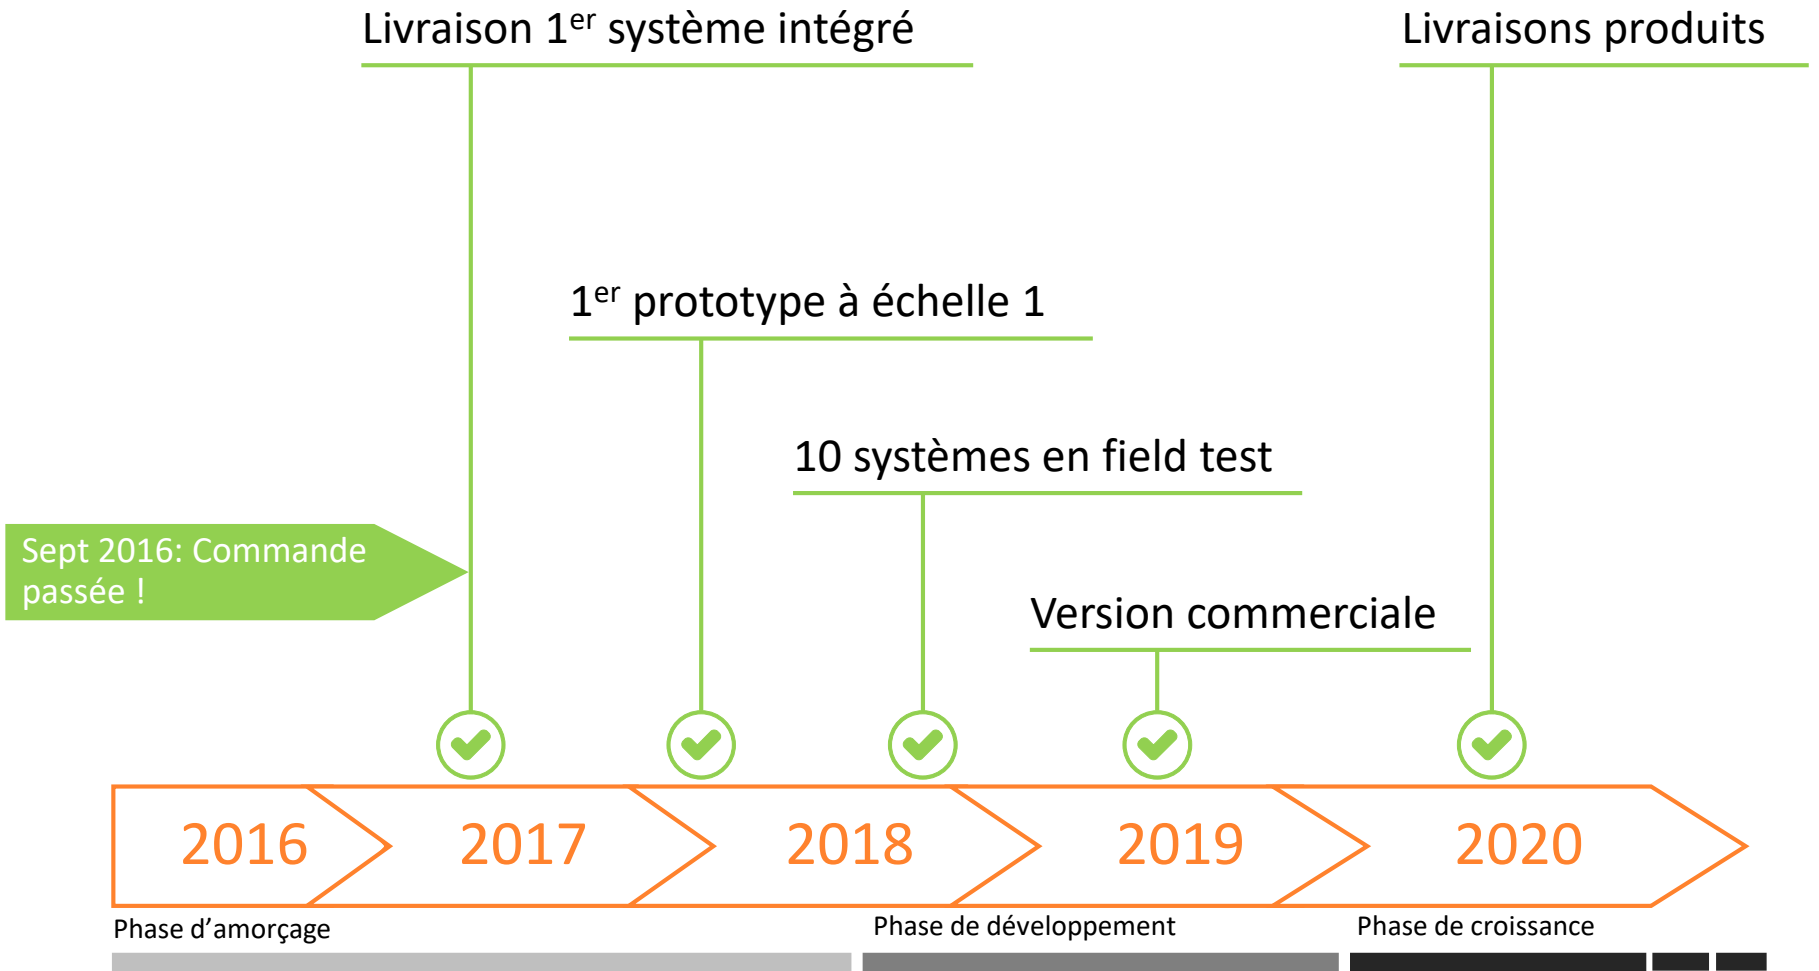 Livraison 1er système intégré
Livraisons produits
1er prototype à échelle 1
10 systèmes en field test
Sept 2016: Commande
passée !
Version commerciale
2016
2017
2018
2019
2020
Phase d’amorçage
Phase de développement
Phase de croissance